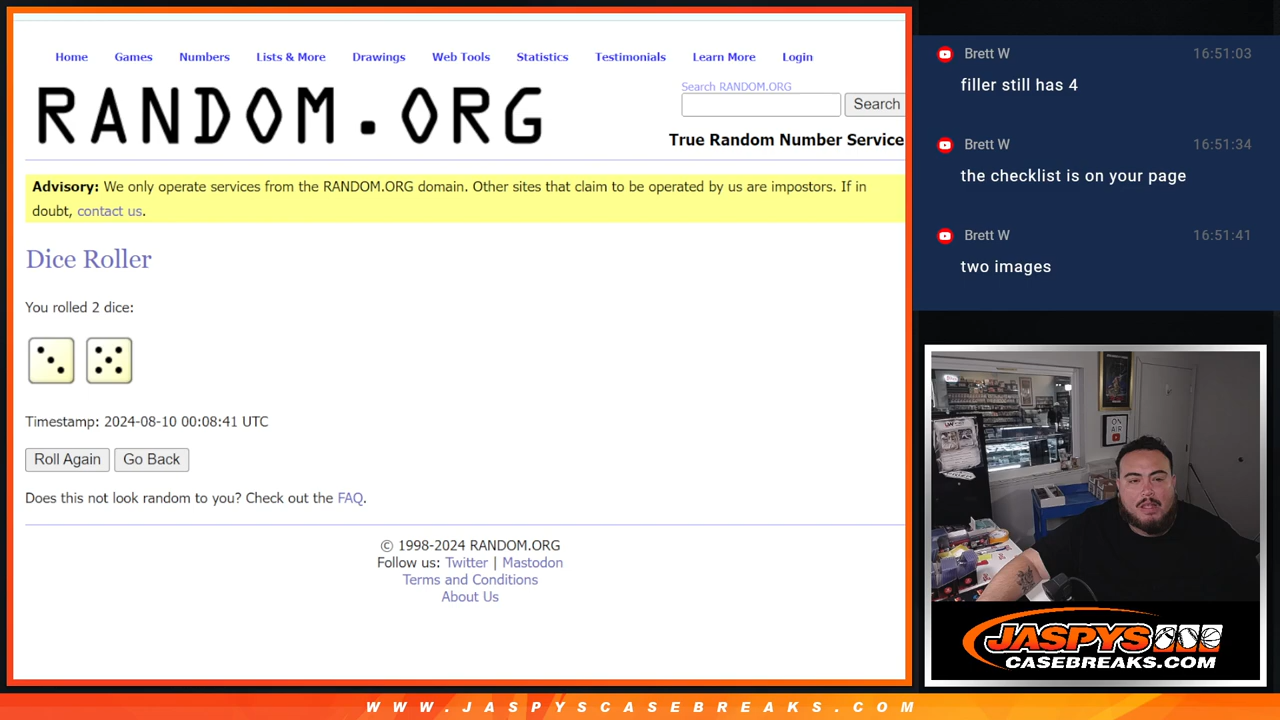 Home Games Numbers Lists & More Drawings Web Tools Statistics Testimonials Learn More Login
RANDOM.ORG
Search RANDOM.ORG
Search
True Random Number Service
Advisory: We only operate services from the RANDOM.ORG domain. Other sites that claim to be operated by us are impostors. If in
doubt, contact us.
Dice Roller
You rolled 2 dice:
Timestamp: 2024-08-10 00:08:41 UTC
Roll Again Go Back
Does this not look random to you? Check out the FAQ.
© 1998-2024 RANDOM.ORG
Follow us: Twitter | Mastodon
Terms and Conditions
About Us
Brett W 16:51:03
filler still has 4
Brett W 16:51:34
the checklist is on your page
Brett W 16:51:41
two images
ON
AIR
JASPYS
CASEBREAKS.COM
WWW.JASPYSCASEBREAKS.COM